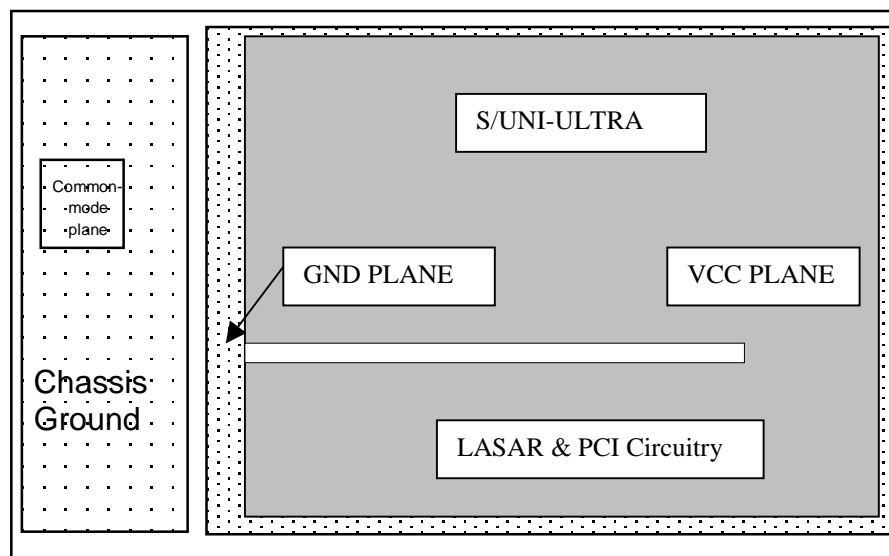 S/UNI-ULTRA
Common-
-mode
plane
GND PLANE
VCC PLANE
Chassis
Ground
LASAR & PCI Circuitry